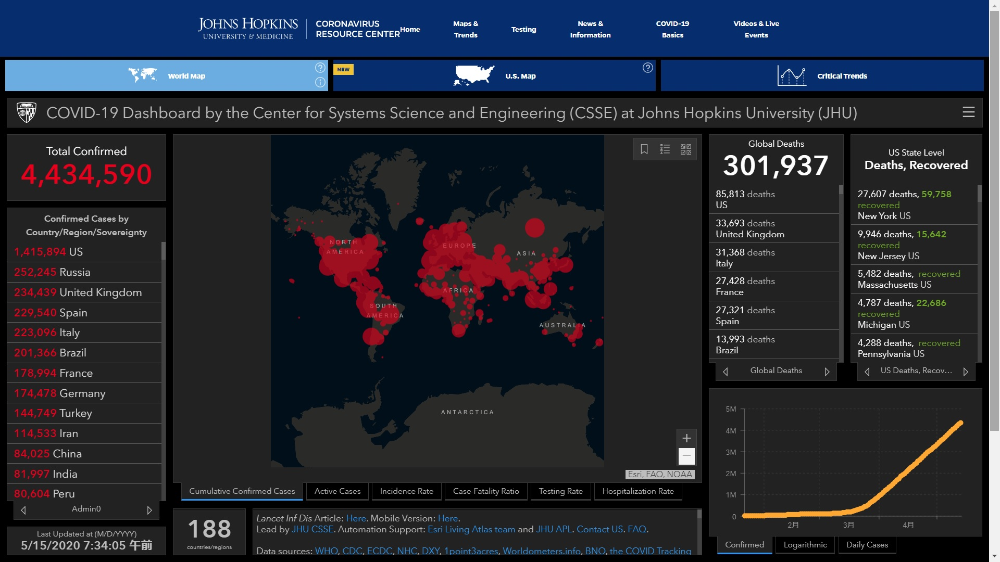 JOHNS HOPKINS
UNIVERSITY & MEDICINE
CORONAVIRUS
RESOURCE CENTER
Home
Maps &
Trends
Testing
News &
Information
COVID-19
Basics
Videos & Live
Events
World Map
NEW
U.S. Map
Critical Trends
COVID-19 Dashboard by the Center for Systems Science and Engineering (CSSE) at Johns Hopkins University (JHU)
Total Confirmed
4,434,590
Confirmed Cases by
Country/Region/Sovereignty
1,415,894 US
252,245 Russia
234,439 United Kingdom
229,540 Spain
223,096 Italy
201,366 Brazil
178,994 France
174,478 Germany
144,749 Turkey
114,533 Iran
84,025 China
81,997 India
80,604 Peru
Admin0
Last Updated at (M/D/YYYY)
5/15/2020 7:34:05 午前
NORTH
AMERICA
EUROPE
ASIA
AFRICA
SOUTH
AMERICA
AUSTRALIA
ANTARCTICA
Esri, FAO, NOAA
Cumulative Confirmed Cases
Active Cases
Incidence Rate
Case-Fatality Ratio
Testing Rate
Hospitalization Rate
188
countries/regions
Lancet Inf Dis Article: Here. Mobile Version: Here.
Lead by JHU CSSE. Automation Support: Esri Living Atlas team and JHU APL. Contact US. FAQ.
Data sources: WHO, CDC, ECDC, NHC, DXY, 1point3acres, Worldometers.info, BNO, the COVID Tracking
Global Deaths
301,937
85,813 deaths
US
33,693 deaths
United Kingdom
31,368 deaths
Italy
27,428 deaths
France
27,321 deaths
Spain
13,993 deaths
Brazil
Global Deaths
US State Level
Deaths, Recovered
27,607 deaths, 59,758
recovered
New York US
9,946 deaths, 15,642
recovered
New Jersey US
5,482 deaths, recovered
Massachusetts US
4,787 deaths, 22,686
recovered
Michigan US
4,288 deaths, recovered
Pennsylvania US
US Deaths, Recov...
5M
4M
3M
2M
1M
0
2月
3月
4月
Confirmed
Logarithmic
Daily Cases